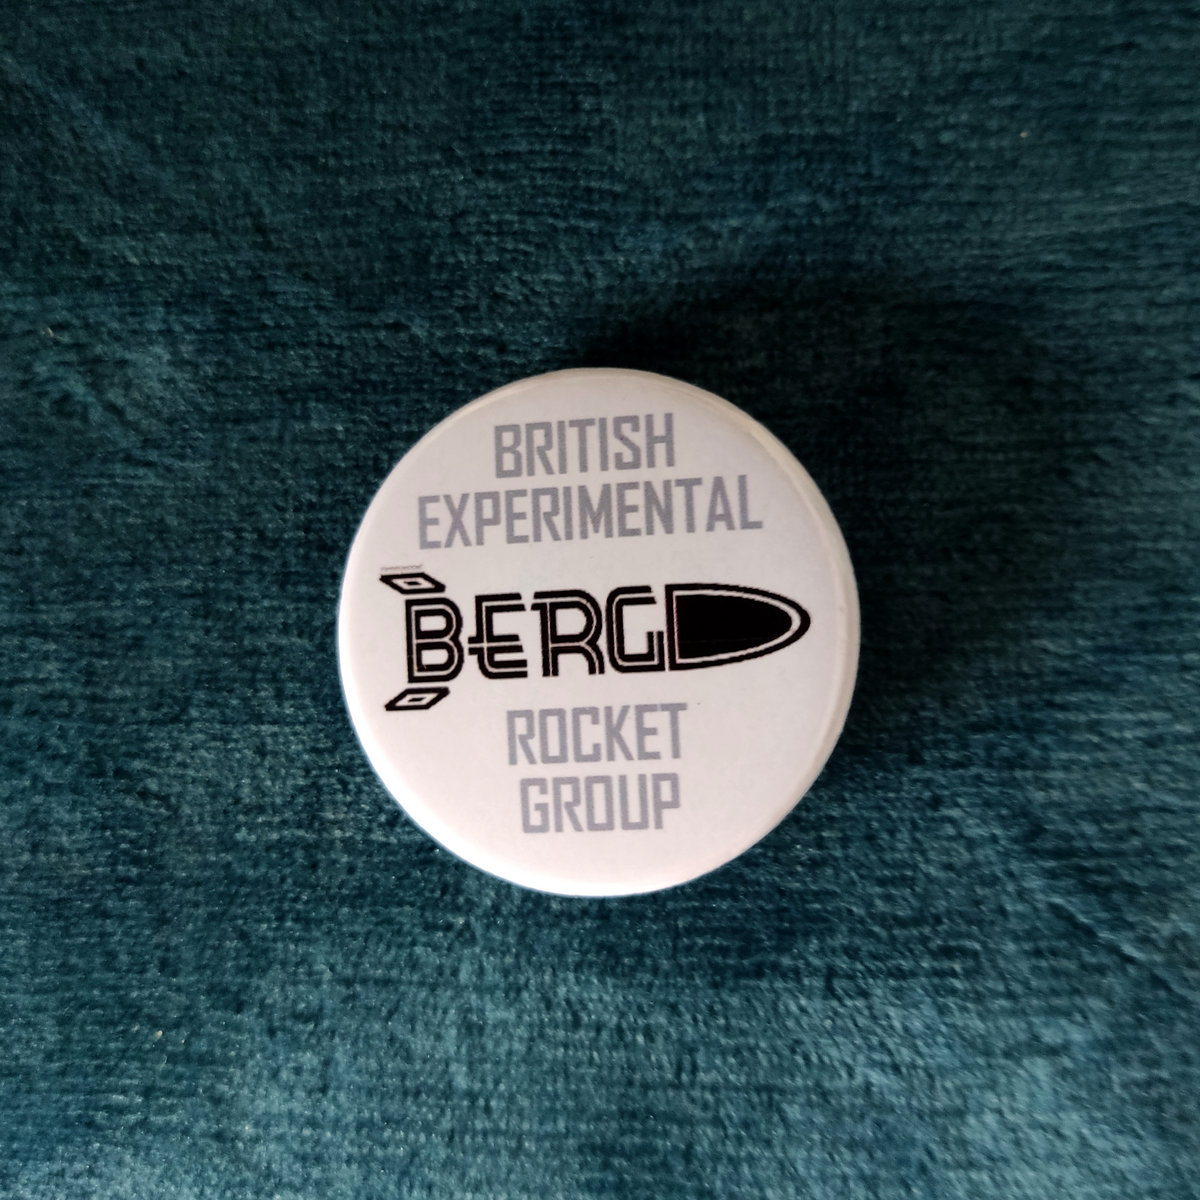 BRITISH
EXPERIMENTAL
BERG
ROCKET
GROUP